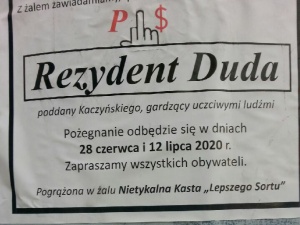 Z żalem zawiadamiamy,
P $
Rezydent Duda
poddany Kaczyńskiego, gardzący uczciwymi ludźmi
Pożegnanie odbędzie się w dniach
28 czerwca i 12 lipca 2020 r.
Zapraszamy wszystkich obywateli.
Pogrążona w żalu Nietykalna Kasta „Lepszego Sortu”